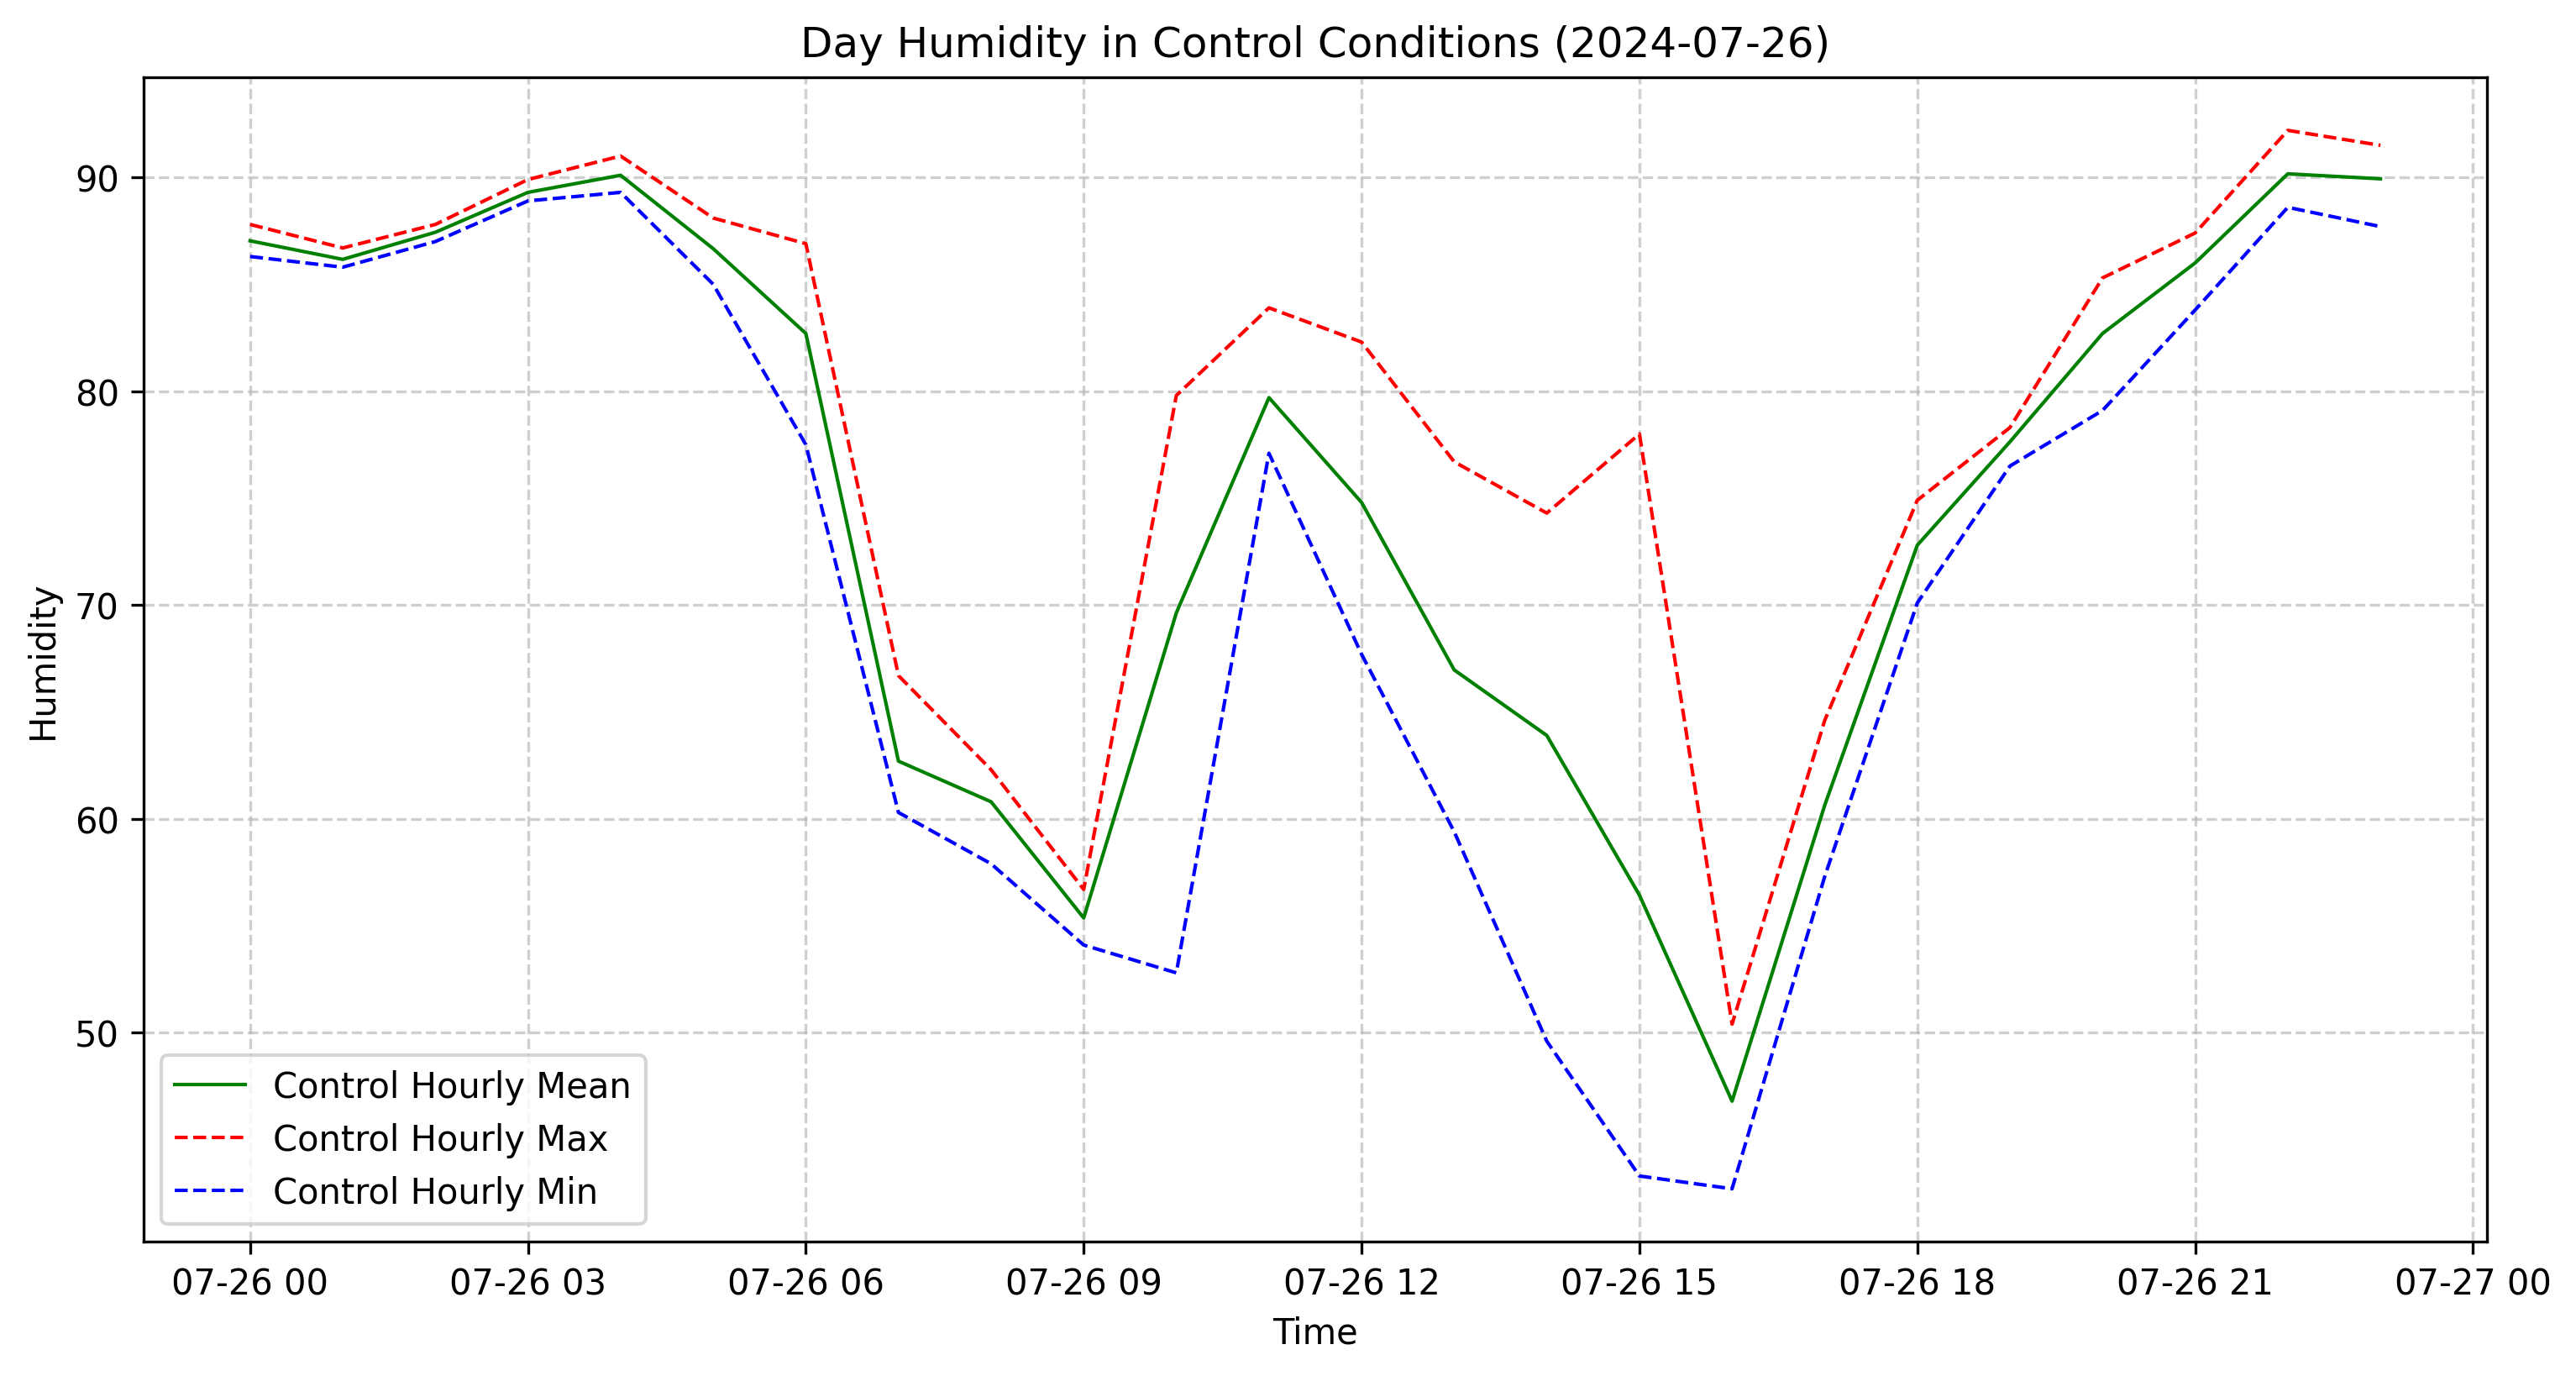 Day Humidity in Control Conditions (2024-07-26)
Humidity
90
80
70
60
50
Control Hourly Mean
Control Hourly Max
Control Hourly Min
07-26 00
07-26 03
07-26 06
07-26 09
07-26 12
07-26 15
07-26 18
07-26 21
07-27 00
Time